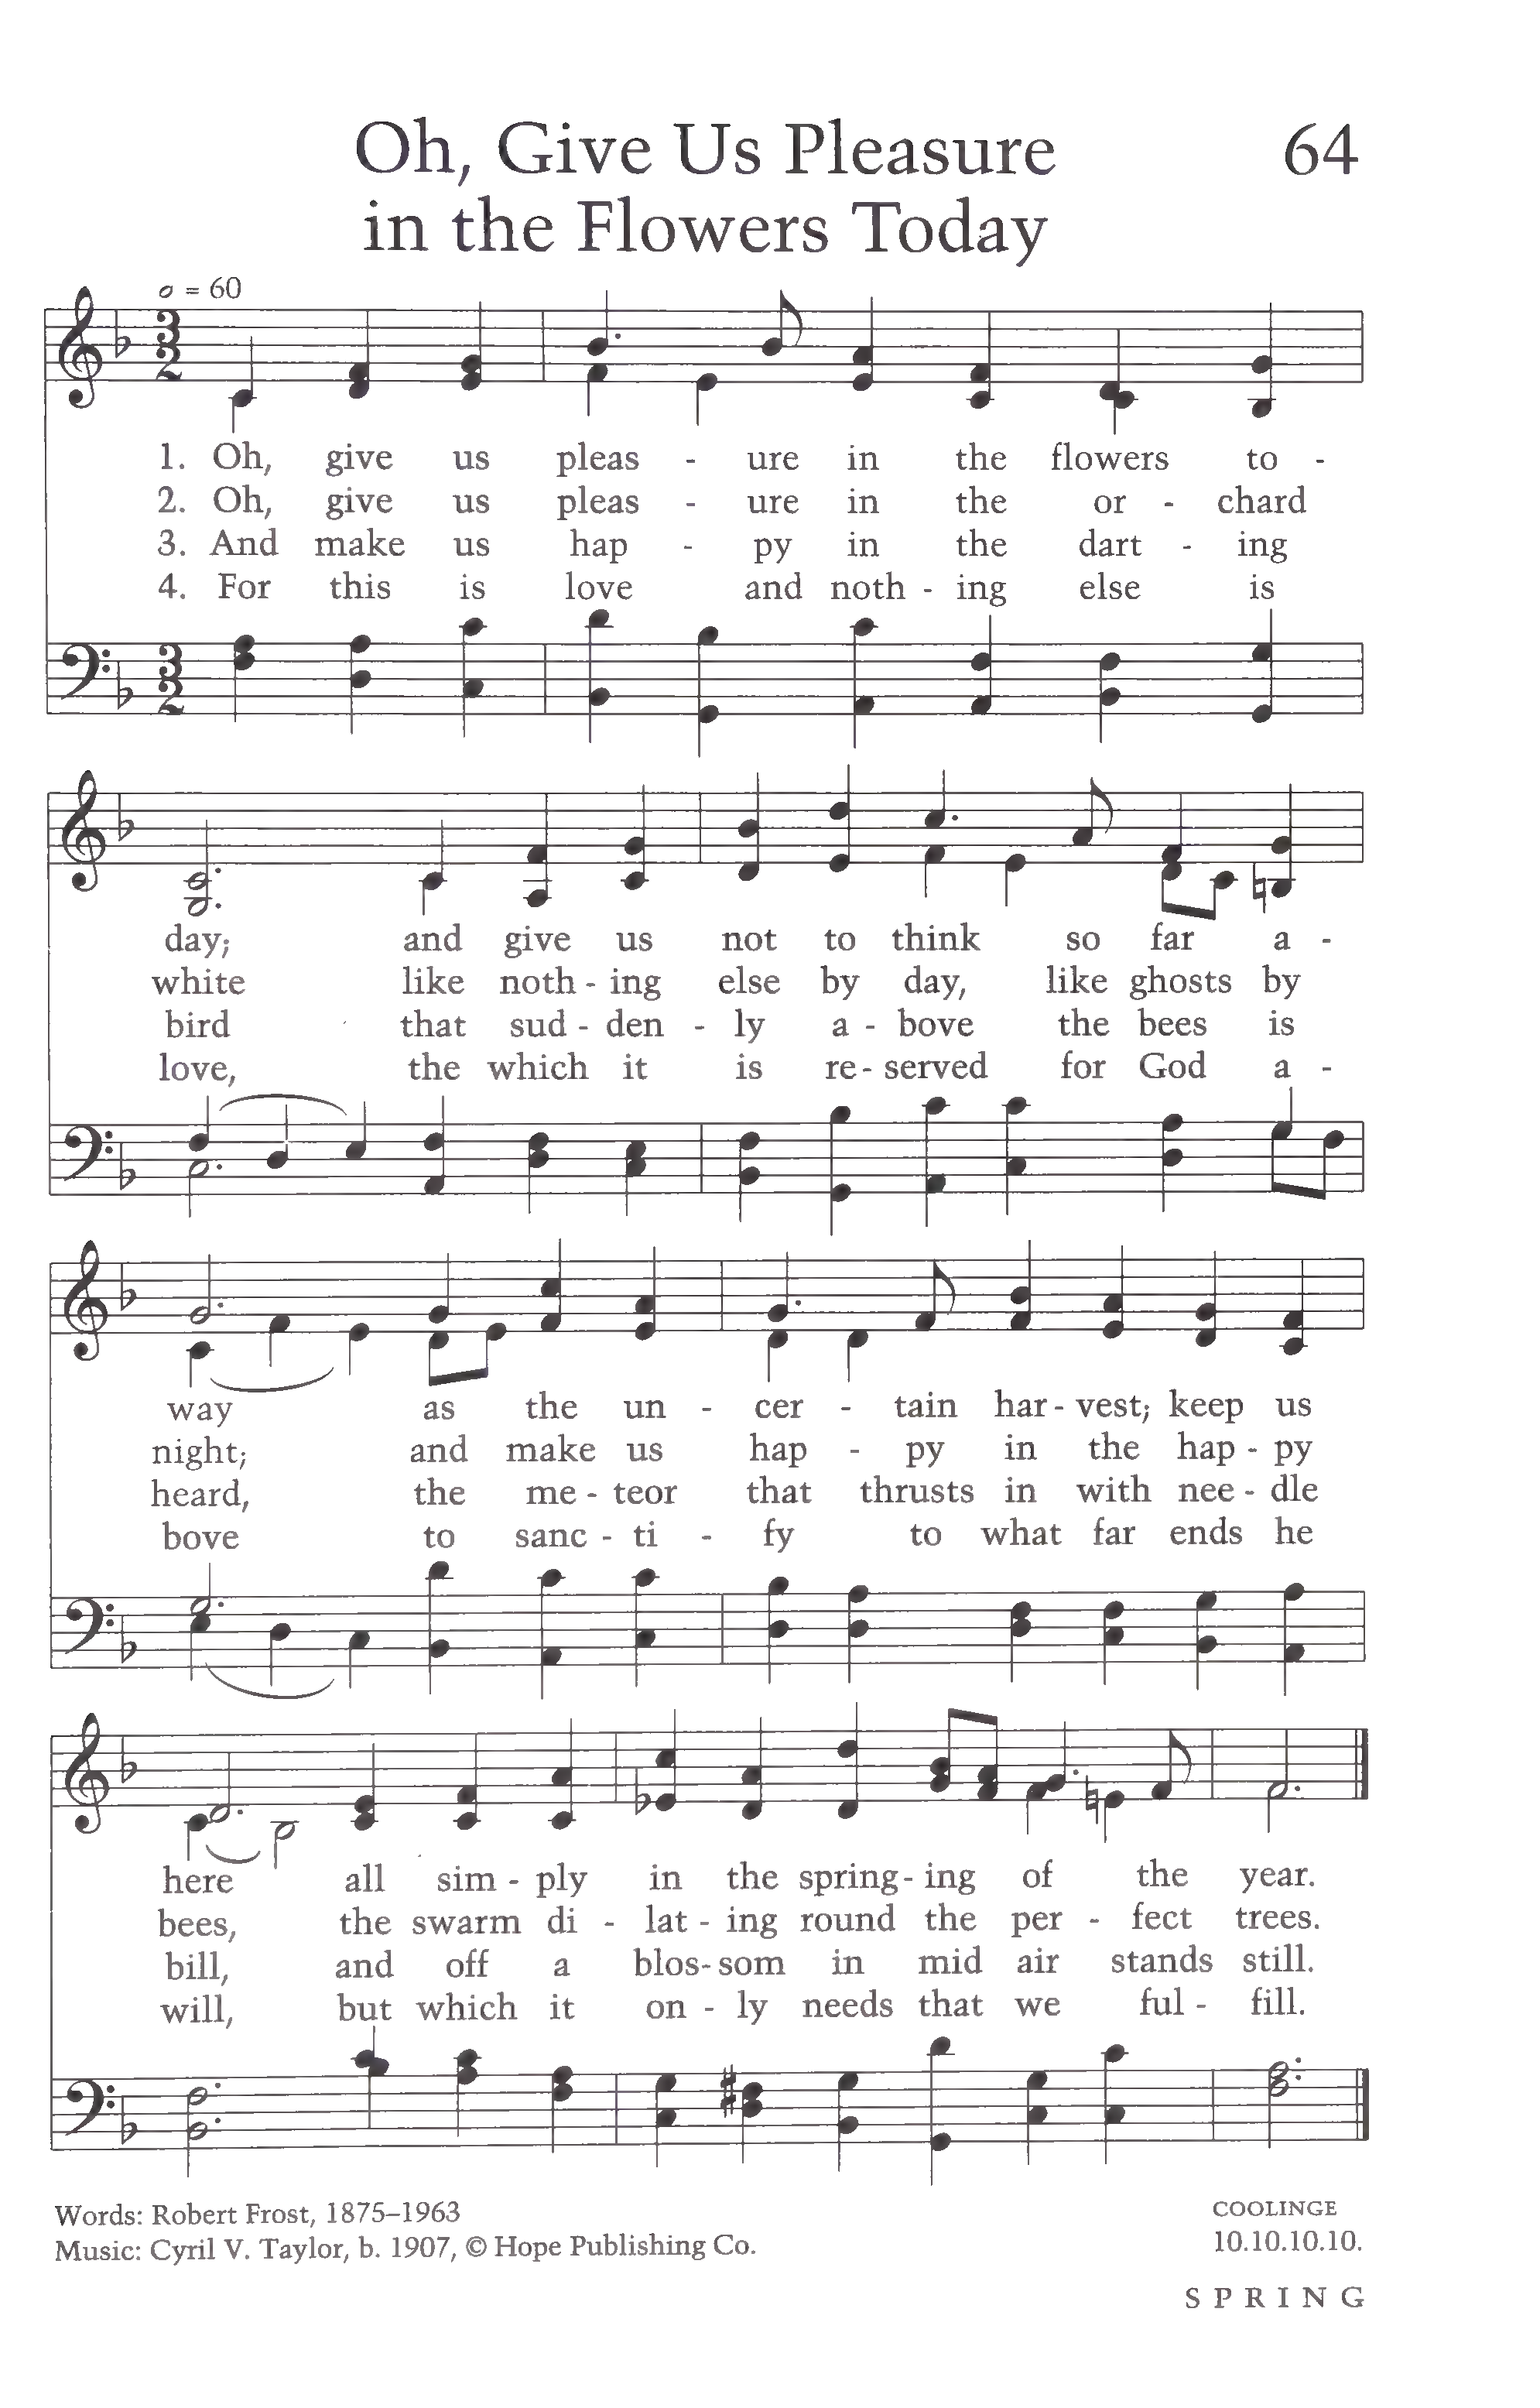 Oh, Give Us Pleasure 64
in the Flowers Today
= 60
1. Oh, give us pleas - ure in the flowers to -
2. Oh, give us pleas - ure in the or - chard
3. And make us hap - py in the dart - ing
4. For this is love and noth - ing else is
day; and give us not to think so far a -
white like noth - ing else by day, like ghosts by
bird that sud - den - ly a - bove the bees is
love, the which it is re - served for God a -
way as the un - cer - tain har - vest; keep us
night; and make us hap - py in the hap - py
heard, the me - teor that thrusts in with nee - dle
bove to sanc - ti - fy to what far ends he
here all sim - ply in the spring - ing of the year.
bees, the swarm di - lat - ing round the per - fect trees.
bill, and off a blos - som in mid air stands still.
will, but which it on - ly needs that we ful - fill.
Words: Robert Frost, 1875–1963
Music: Cyril V. Taylor, b. 1907, © Hope Publishing Co.
COOLINGE
10.10.10.10.
SPRING